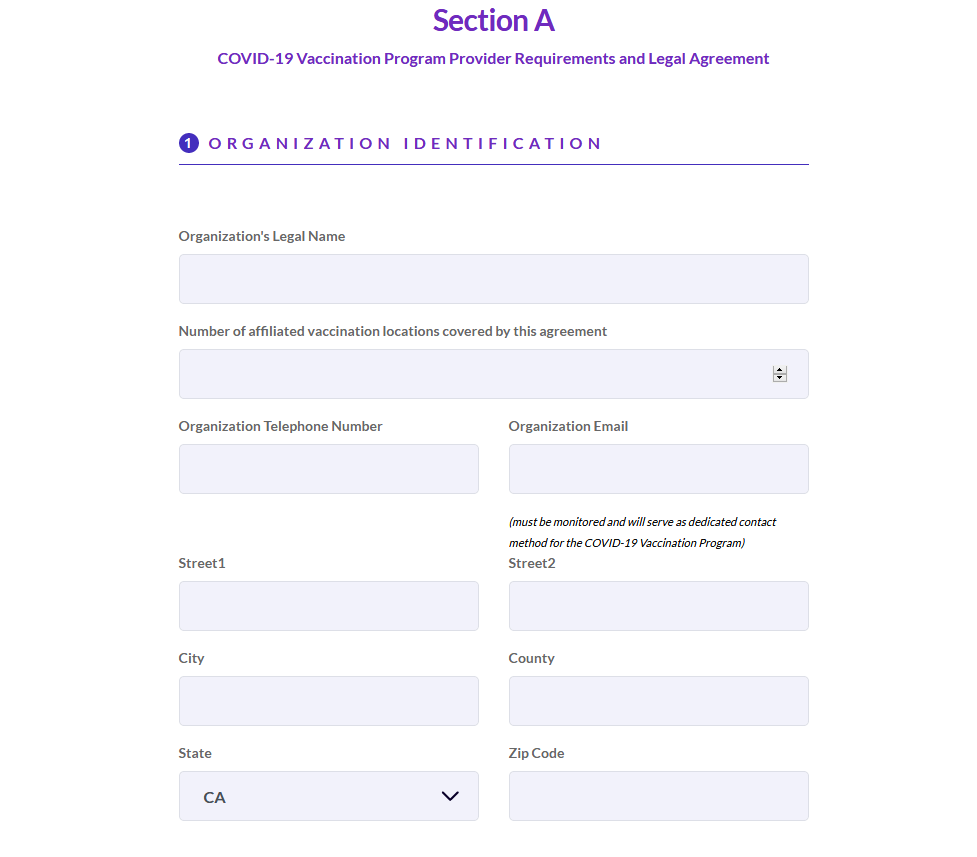 Section A
COVID-19 Vaccination Program Provider Requirements and Legal Agreement
1 ORGANIZATION IDENTIFICATION
Organization's Legal Name
Number of affiliated vaccination locations covered by this agreement
Organization Telephone Number
Organization Email
(must be monitored and will serve as dedicated contact
method for the COVID-19 Vaccination Program)
Street1
Street2
City
County
State
Zip Code
CA